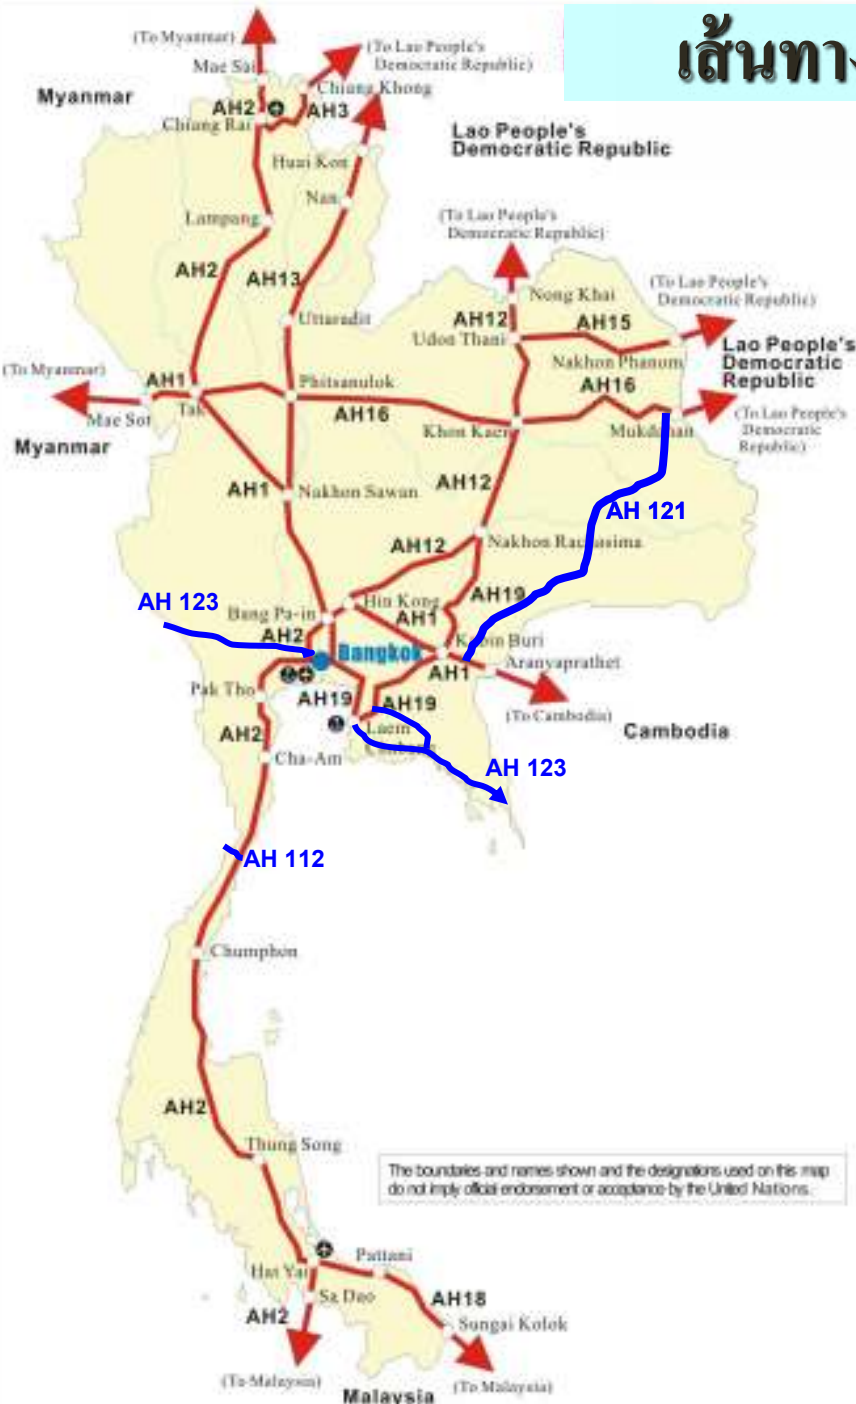 เส้นทาง
(To Myanmar)
(To Lao People's
Democratic Republic)
Mae Sai
Chiang Khong
Myanmar
AH2
AH3
Chiang Rai
Lao People's
Democratic Republic
Huai Kon
Nan
(To Lao People's
Democratic Republic)
Lampang
AH2
AH13
(To Lao People's
Democratic Republic)
Nong Khai
Uttaradit
AH12
AH15
Udon Thani
Lao People's
Democratic
Republic
Nakhon Phanom
(To Myanmar)
AH1
Phitsanulok
AH16
Tak
(To Lao People's
Democratic
Republic)
Mae Sot
AH16
Khon Kaen
Mukdahan
Myanmar
AH1
Nakhon Sawan
AH12
AH 121
AH12
Nakhon Ratchasima
AH 123
AH19
Hin Kong
Bang Pa-in
AH1
AH2
Kabin Buri
Bangkok
AH1
Aranyaprathet
Pak Tho
AH19
AH19
(To Cambodia)
Laem
AH2
Cambodia
Cha-Am
AH 123
AH 112
Chumphon
AH2
Thung Song
The boundaries and names shown and the designations used on this map
do not imply official endorsement or acceptance by the United Nations.
Pattani
Hat Yai
Sa Dao
AH18
AH2
Sungai Kolok
(To Malaysia)
(To Malaysia)
Malaysia